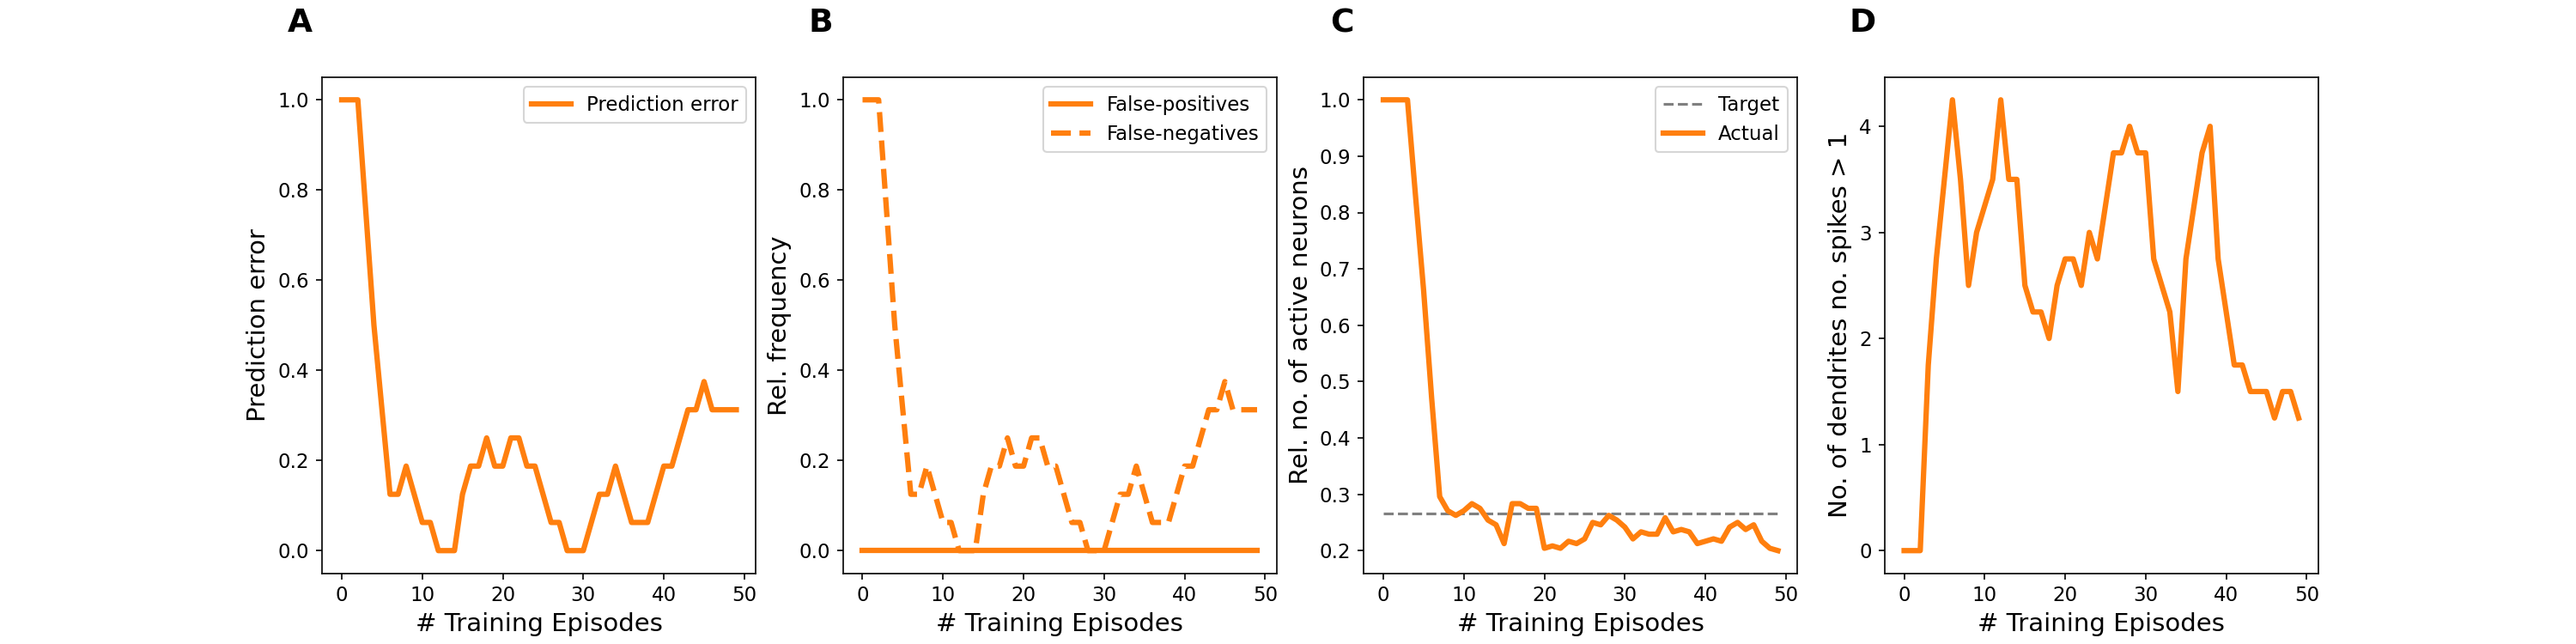 A
Prediction error
1.0
0.8
0.6
0.4
0.2
0.0
Prediction error
0
10
20
30
40
50
# Training Episodes
B
Rel. frequency
1.0
0.8
0.6
0.4
0.2
0.0
False-positives
False-negatives
0
10
20
30
40
50
# Training Episodes
C
Rel. no. of active neurons
1.0
0.9
0.8
0.7
0.6
0.5
0.4
0.3
0.2
Target
Actual
0
10
20
30
40
50
# Training Episodes
D
No. of dendrites no. spikes > 1
4
3
2
1
0
0
10
20
30
40
50
# Training Episodes